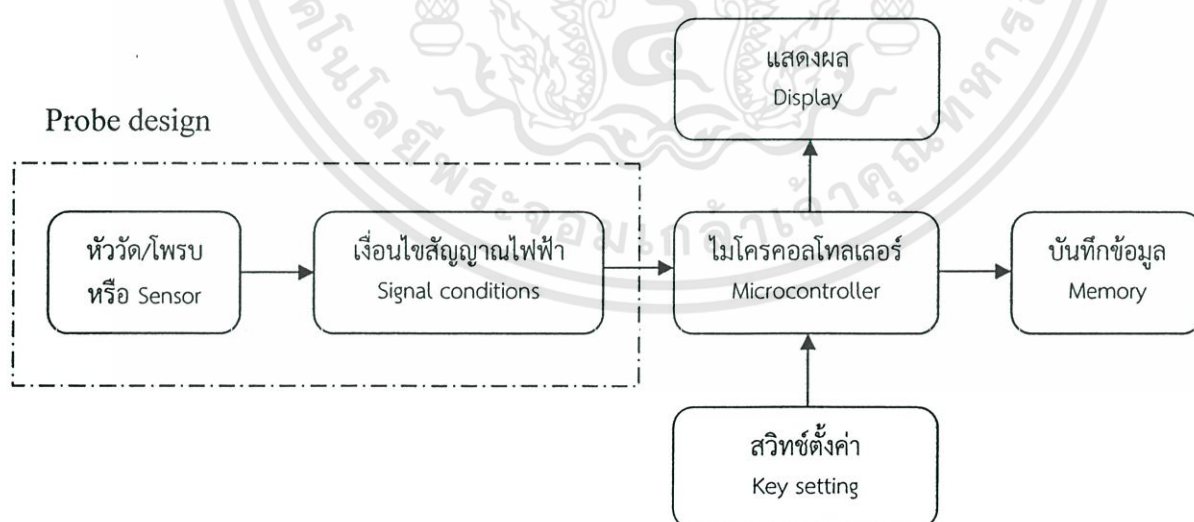 แสดงผล
Display
Probe design
หัววัด/โพรบ
หรือ Sensor
เงื่อนไขสัญญาณไฟฟ้า
Signal conditions
ไมโครคอลโทลเลอร์
Microcontroller
บันทึกข้อมูล
Memory
สวิทช์ตั้งค่า
Key setting